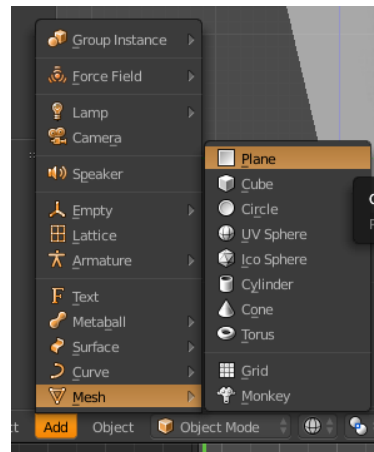 Group Instance
Force Field
Lamp
Camera
Speaker
Empty
Lattice
Armature
Text
Metaball
Surface
Curve
Mesh
Plane
Cube
Circle
UV Sphere
Ico Sphere
Cylinder
Cone
Torus
Grid
Monkey
Add Object Object Mode